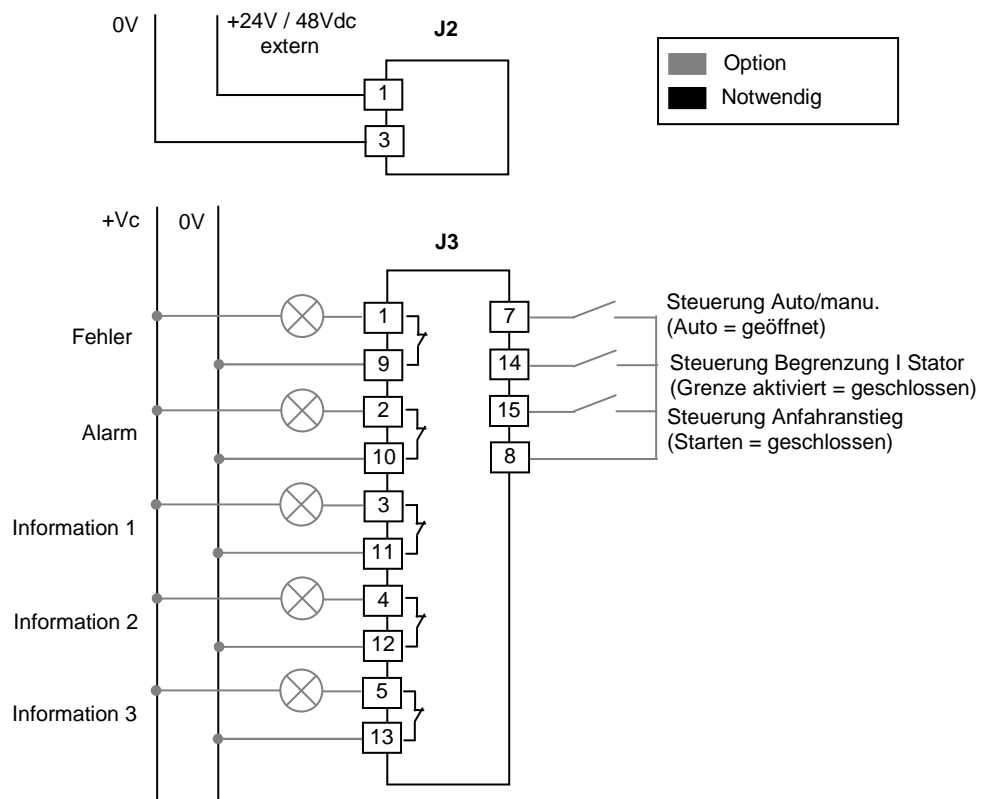 0V
+24V / 48Vdc
extern
J2
1
3
Option
Notwendig
+Vc
0V
J3
Fehler
1
9
Alarm
2
10
Information 1
3
11
Information 2
4
12
Information 3
5
13
7
Steuerung Auto/manu.
(Auto = geöffnet)
14
Steuerung Begrenzung I Stator
(Grenze aktiviert = geschlossen)
15
Steuerung Anfahranstieg
(Starten = geschlossen)
8